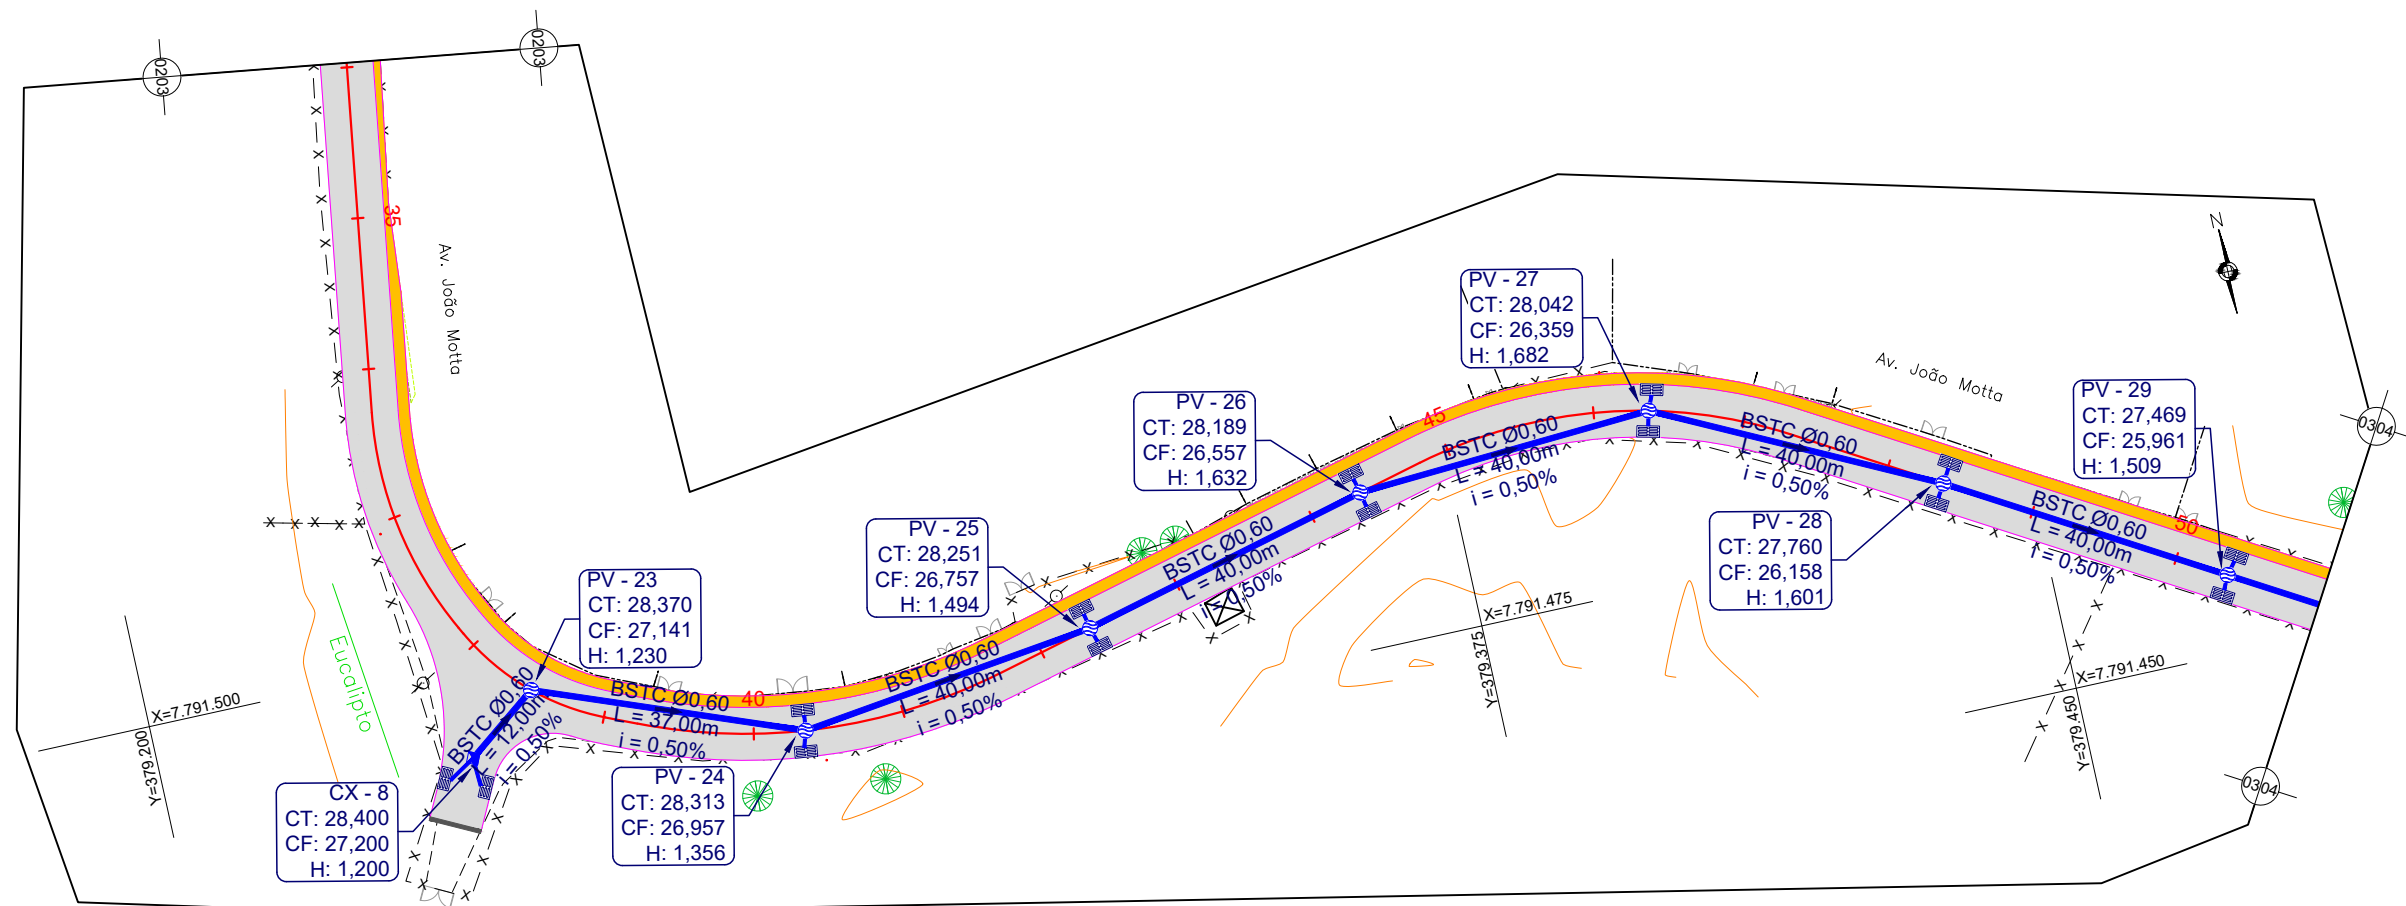 0203
0203
35
Av. João Motta
N
PV - 27
CT: 28,042
CF: 26,359
H: 1,682
Av. João Motta
PV - 29
CT: 27,469
CF: 25,961
H: 1,509
0304
PV - 26
CT: 28,189
CF: 26,557
H: 1,632
45
BSTC Ø0,60
L = 40,00m
i = 0,50%
BSTC Ø0,60
L = 40,00m
i = 0,50%
PV - 25
CT: 28,251
CF: 26,757
H: 1,494
BSTC Ø0,60
L = 40,00m
i = 0,50%
PV - 28
CT: 27,760
CF: 26,158
H: 1,601
BSTC Ø0,60
L = 40,00m
i = 0,50%
50
PV - 23
CT: 28,370
CF: 27,141
H: 1,230
X=7.791.475
Y=379.375
Eucalipto
BSTC Ø0,60
L = 12,00m
i = 0,50%
BSTC Ø0,60
L = 37,00m
i = 0,50%
40
BSTC Ø0,60
L = 40,00m
i = 0,50%
X=7.791.450
Y=379.450
X=7.791.500
Y=379.200
CX - 8
CT: 28,400
CF: 27,200
H: 1,200
PV - 24
CT: 28,313
CF: 26,957
H: 1,356
0304